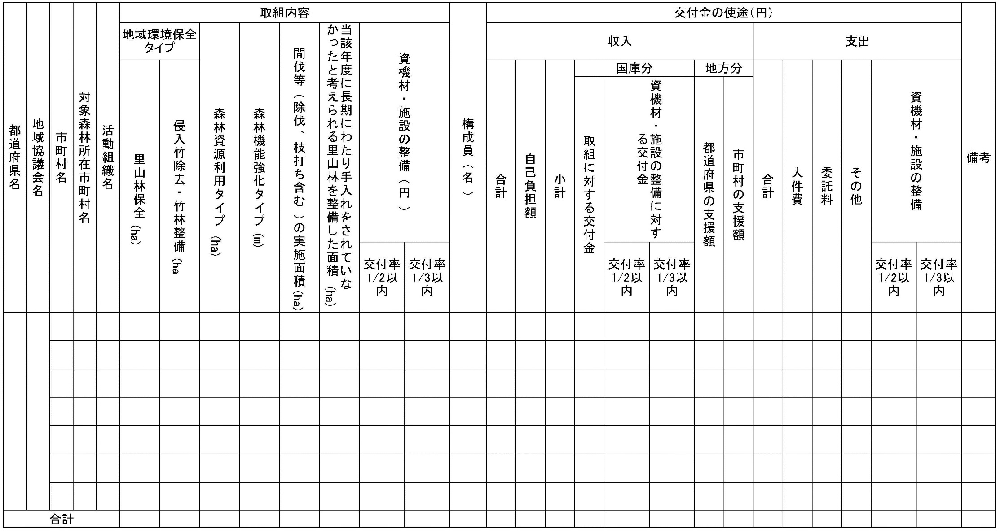 都道府県名
地域協議会名
市町村名
対象森林所在市町村名
活動組織名
取組内容
地域環境保全
タイプ
里山林保全（ha）
侵入竹除去・竹林整備（ha
森林資源利用タイプ（ha）
森林機能強化タイプ（m）
間伐等（除伐、枝打ち含む）の実施面積（ha）
当該年度に長期にわたり手入れをされていな
かったと考えられる里山林を整備した面積（ha）
資機材・施設の整備（円）
交付率
1/2以
内
交付率
1/3以
内
構成員（名）
交付金の使途（円）
収入
合計
自己負担額
小計
国庫分
取組に対する交付金
資機材・施設の整備に対す
る交付金
交付率
1/2以
内
交付率
1/3以
内
地方分
都道府県の支援額
市町村の支援額
支出
合計
人件費
委託料
その他
資機材・施設の整備
交付率
1/2以
内
交付率
1/3以
内
備考
合計